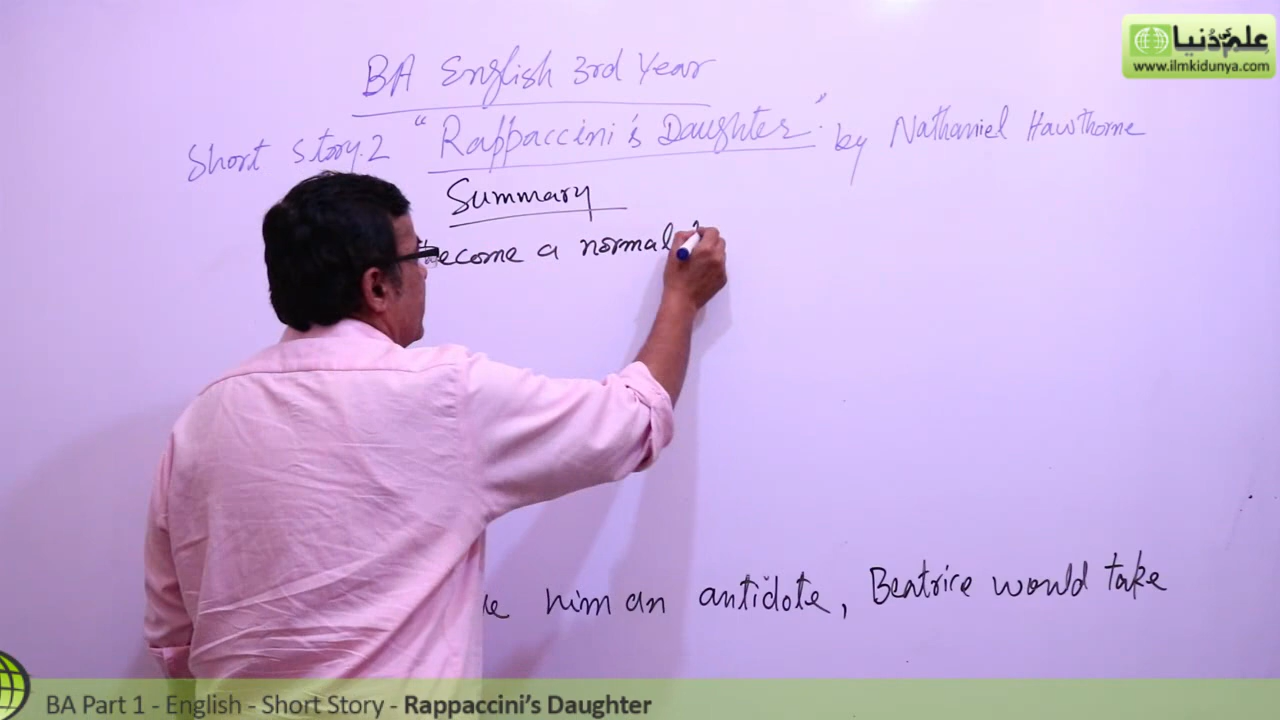 علم کی دُنیا
www.ilmkidunya.com
BA English 3rd Year
Short Story.2 "Rappaccini's Daughter". by Nathaniel Hawthorne
Summary
become a normal
him an antidote, Beatrice would take
BA Part 1 - English - Short Story - Rappaccini's Daughter